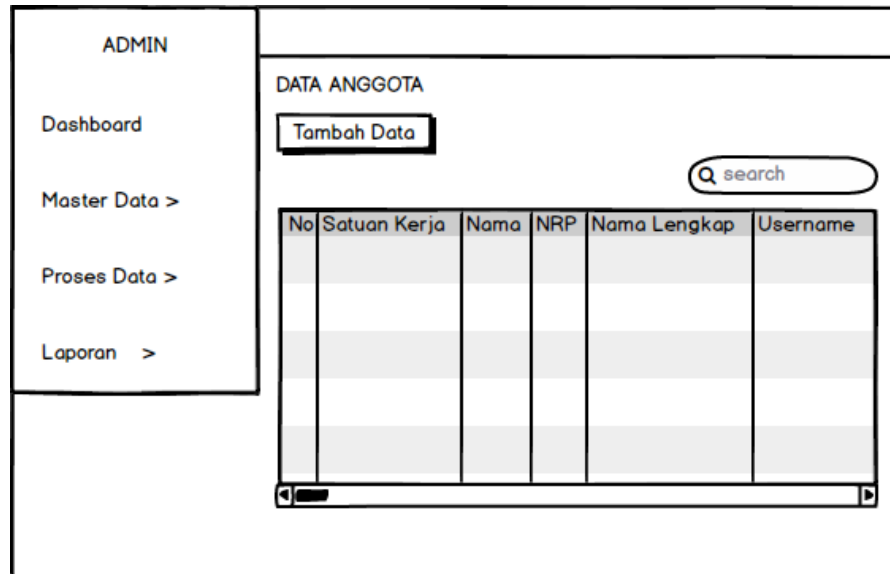 ADMIN
Dashboard
Master Data >
Proses Data >
Laporan >
DATA ANGGOTA
Tambah Data
search
No Satuan Kerja Nama NRP Nama Lengkap Username